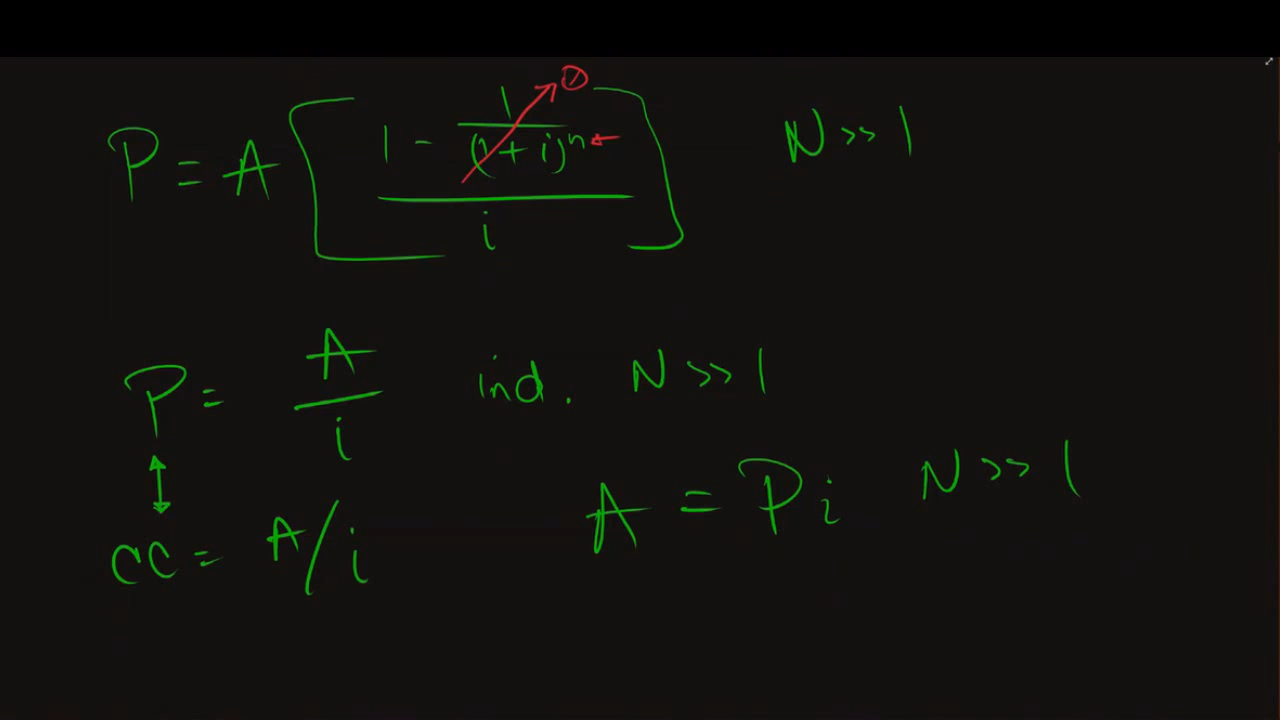 P = A [ (1 - 1/(1 + i)^n) / i ] N >> 1
0
P = A/i ind. N >> 1
A = Pi N >> 1
CC = A/i